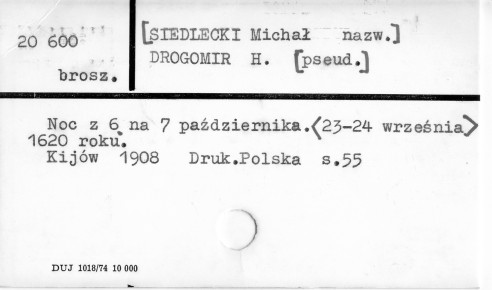 [SIEDLECKI Michał nazw.]
20 600
DROGOMIR H. [pseud.]
brosz.
Noc z 6 na 7 października.<23-24 września>
1620 roku.
Kijów 1908 Druk.Polska s.55
DUJ 1018/74 10 000